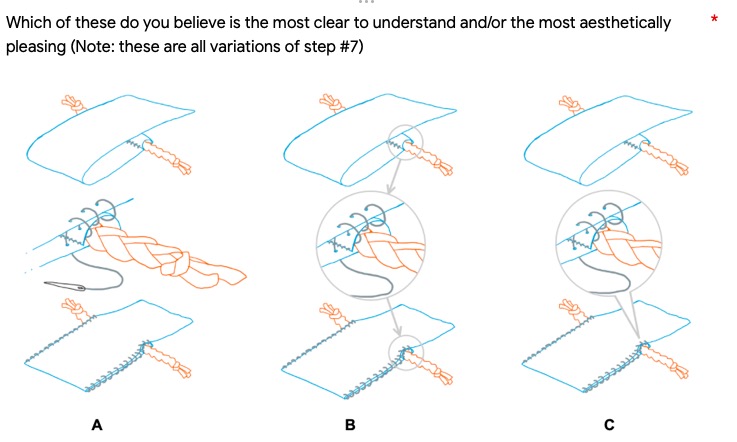 Which of these do you believe is the most clear to understand and/or the most aesthetically *
pleasing (Note: these are all variations of step #7)
A B C